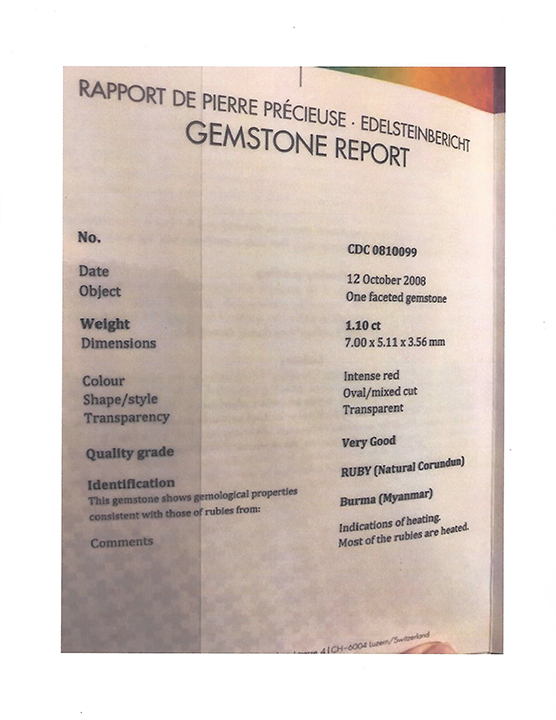 RAPPORT DE PIERRE PRÉCIEUSE · EDELSTEINBERICHT
GEMSTONE REPORT
No. CDC 0810099
Date 12 October 2008
Object One faceted gemstone
Weight 1.10 ct
Dimensions 7.00 x 5.11 x 3.56 mm
Colour Intense red
Shape/style Oval/mixed cut
Transparency Transparent
Quality grade Very Good
Identification RUBY (Natural Corundun)
This gemstone shows gemological properties
consistent with those of rubies from: Burma (Myanmar)
Comments Indications of heating.
Most of the rubies are heated.
4 | CH-6004 Luzern/Switzerland